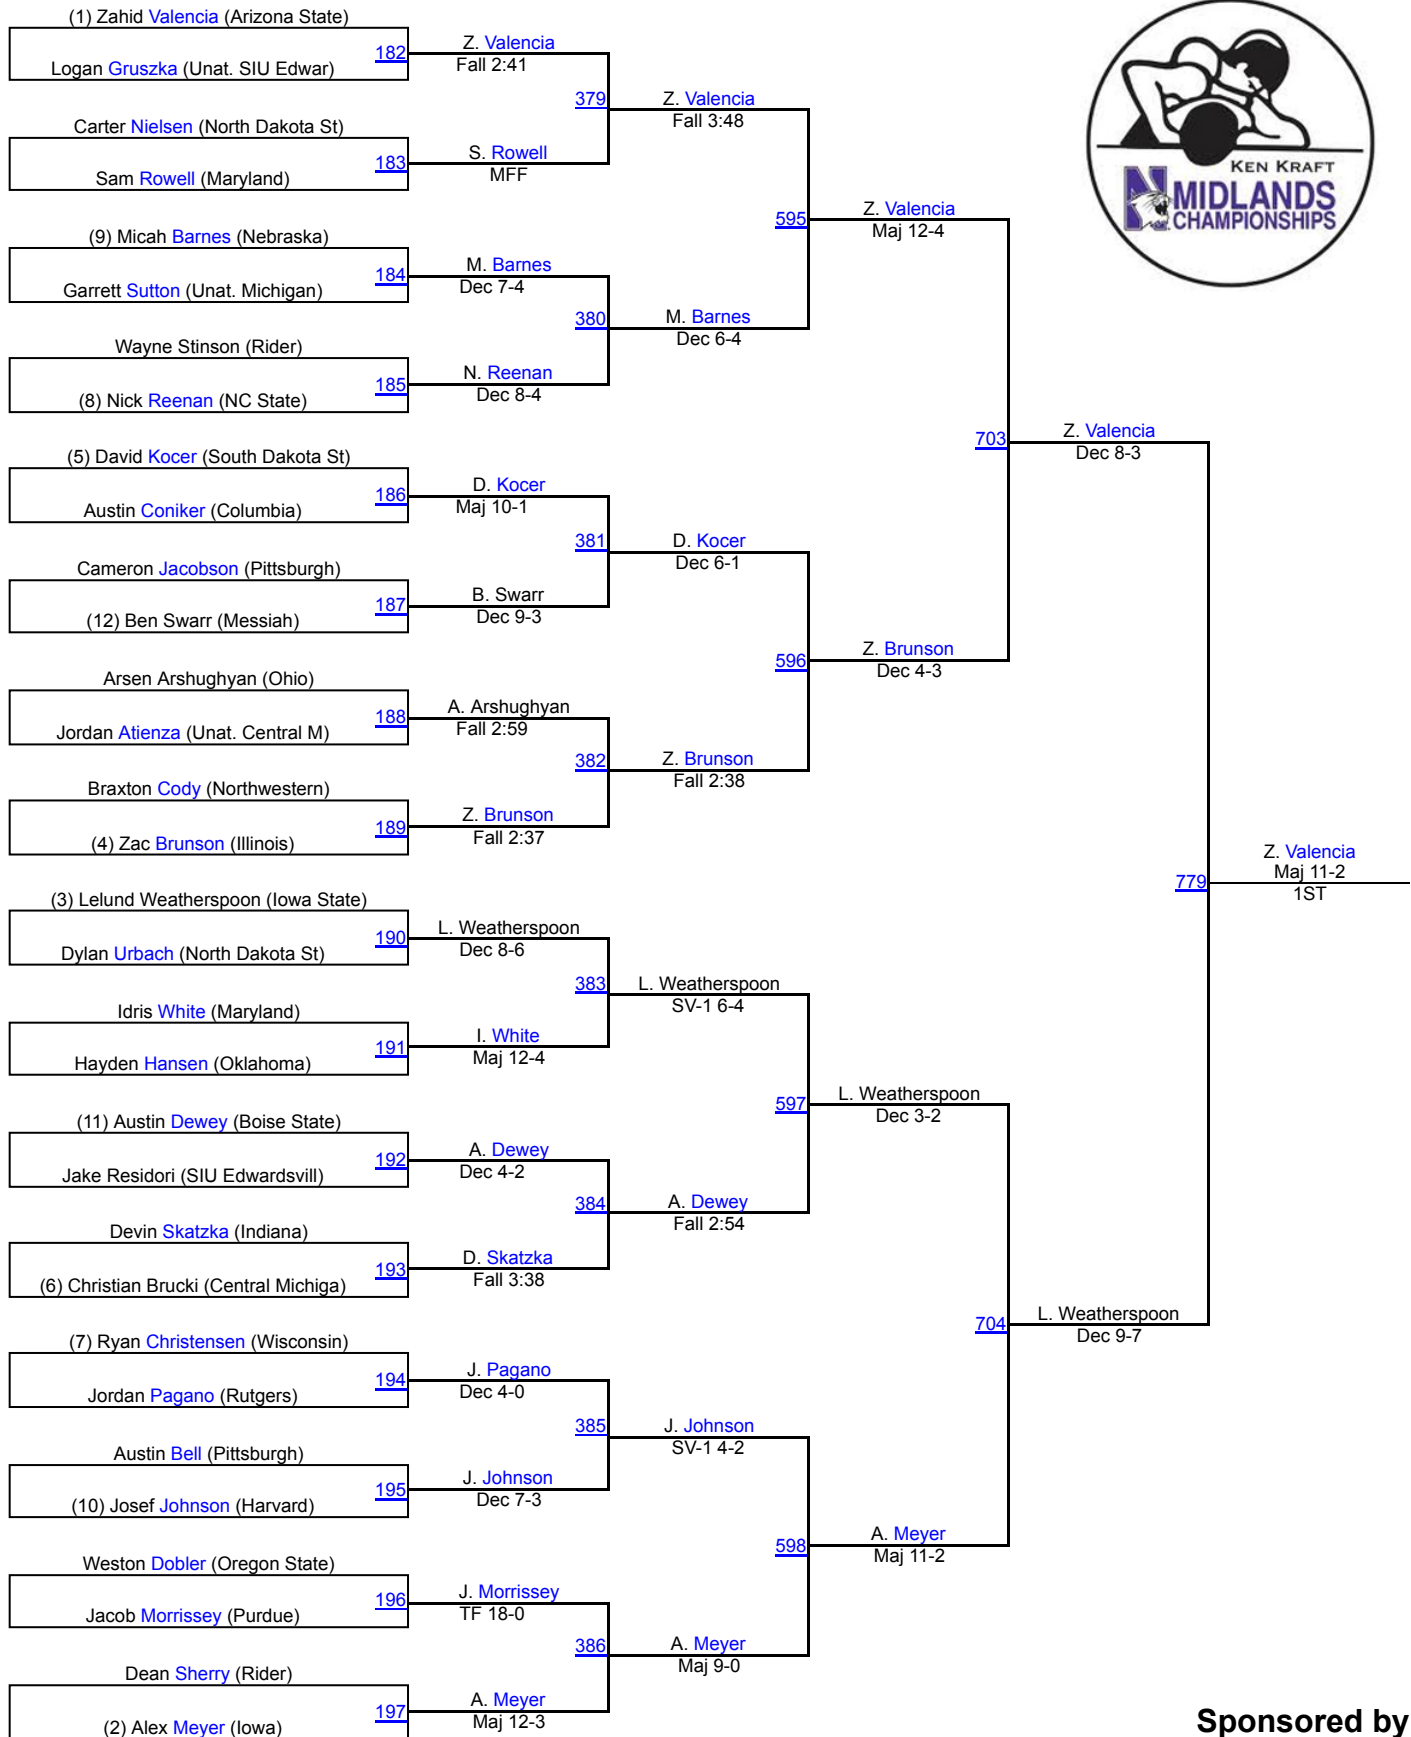 (1) Zahid Valencia (Arizona State)
182
Logan Gruszka (Unat. SIU Edwar)
Z. Valencia
Fall 2:41
379
Z. Valencia
Fall 3:48
Carter Nielsen (North Dakota St)
183
Sam Rowell (Maryland)
S. Rowell
MFF
595
Z. Valencia
Maj 12-4
(9) Micah Barnes (Nebraska)
184
Garrett Sutton (Unat. Michigan)
M. Barnes
Dec 7-4
380
M. Barnes
Dec 6-4
Wayne Stinson (Rider)
185
(8) Nick Reenan (NC State)
N. Reenan
Dec 8-4
703
Z. Valencia
Dec 8-3
(5) David Kocer (South Dakota St)
186
Austin Coniker (Columbia)
D. Kocer
Maj 10-1
381
D. Kocer
Dec 6-1
Cameron Jacobson (Pittsburgh)
187
(12) Ben Swarr (Messiah)
B. Swarr
Dec 9-3
596
Z. Brunson
Dec 4-3
Arsen Arshughyan (Ohio)
188
Jordan Atienza (Unat. Central M)
A. Arshughyan
Fall 2:59
382
Z. Brunson
Fall 2:38
Braxton Cody (Northwestern)
189
(4) Zac Brunson (Illinois)
Z. Brunson
Fall 2:37
779
Z. Valencia
Maj 11-2
1ST
(3) Lelund Weatherspoon (Iowa State)
190
Dylan Urbach (North Dakota St)
L. Weatherspoon
Dec 8-6
383
L. Weatherspoon
SV-1 6-4
Idris White (Maryland)
191
Hayden Hansen (Oklahoma)
I. White
Maj 12-4
597
L. Weatherspoon
Dec 3-2
(11) Austin Dewey (Boise State)
192
Jake Residori (SIU Edwardsvill)
A. Dewey
Dec 4-2
384
A. Dewey
Fall 2:54
Devin Skatzka (Indiana)
193
(6) Christian Brucki (Central Michiga)
D. Skatzka
Fall 3:38
704
L. Weatherspoon
Dec 9-7
(7) Ryan Christensen (Wisconsin)
194
Jordan Pagano (Rutgers)
J. Pagano
Dec 4-0
385
J. Johnson
SV-1 4-2
Austin Bell (Pittsburgh)
195
(10) Josef Johnson (Harvard)
J. Johnson
Dec 7-3
598
A. Meyer
Maj 11-2
Weston Dobler (Oregon State)
196
Jacob Morrissey (Purdue)
J. Morrissey
TF 18-0
386
A. Meyer
Maj 9-0
Dean Sherry (Rider)
197
(2) Alex Meyer (Iowa)
A. Meyer
Maj 12-3
KEN KRAFT
N MIDLANDS
CHAMPIONSHIPS
Sponsored by